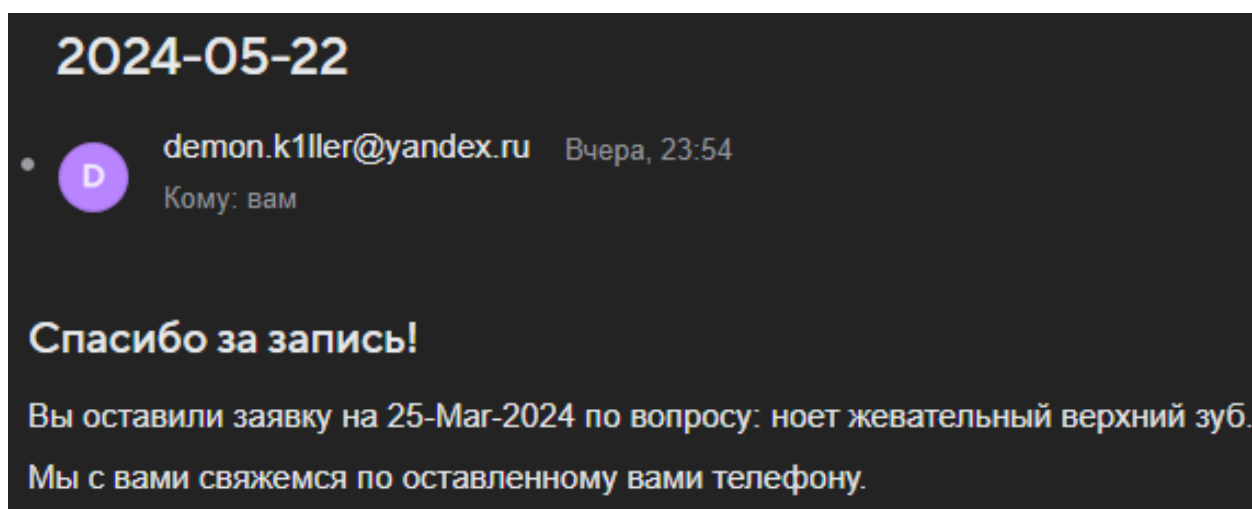 2024-05-22
demon.k1ller@yandex.ru Вчера, 23:54
D
Кому: вам
Спасибо за запись!
Вы оставили заявку на 25-Mar-2024 по вопросу: ноет жевательный верхний зуб.
Мы с вами свяжемся по оставленному вами телефону.